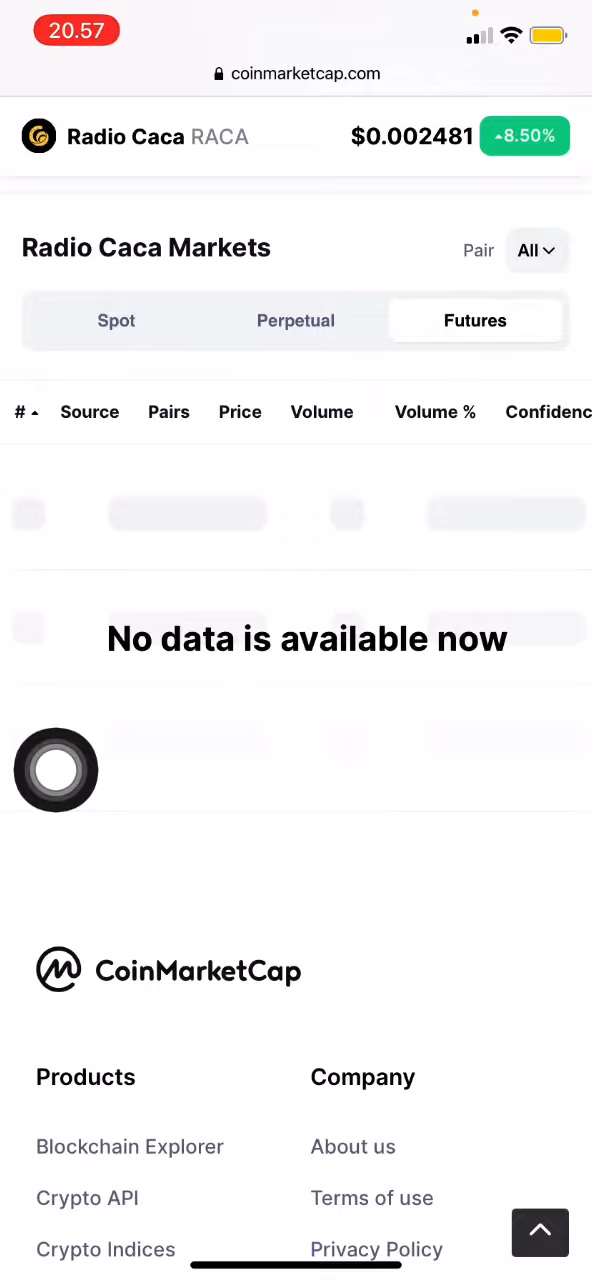 20.57
coinmarketcap.com
Radio Caca RACA $0.002481 8.50%
Radio Caca Markets Pair All
Spot Perpetual Futures
# Source Pairs Price Volume Volume % Confidenc
No data is available now
CoinMarketCap
Products Company
Blockchain Explorer About us
Crypto API Terms of use
Crypto Indices Privacy Policy